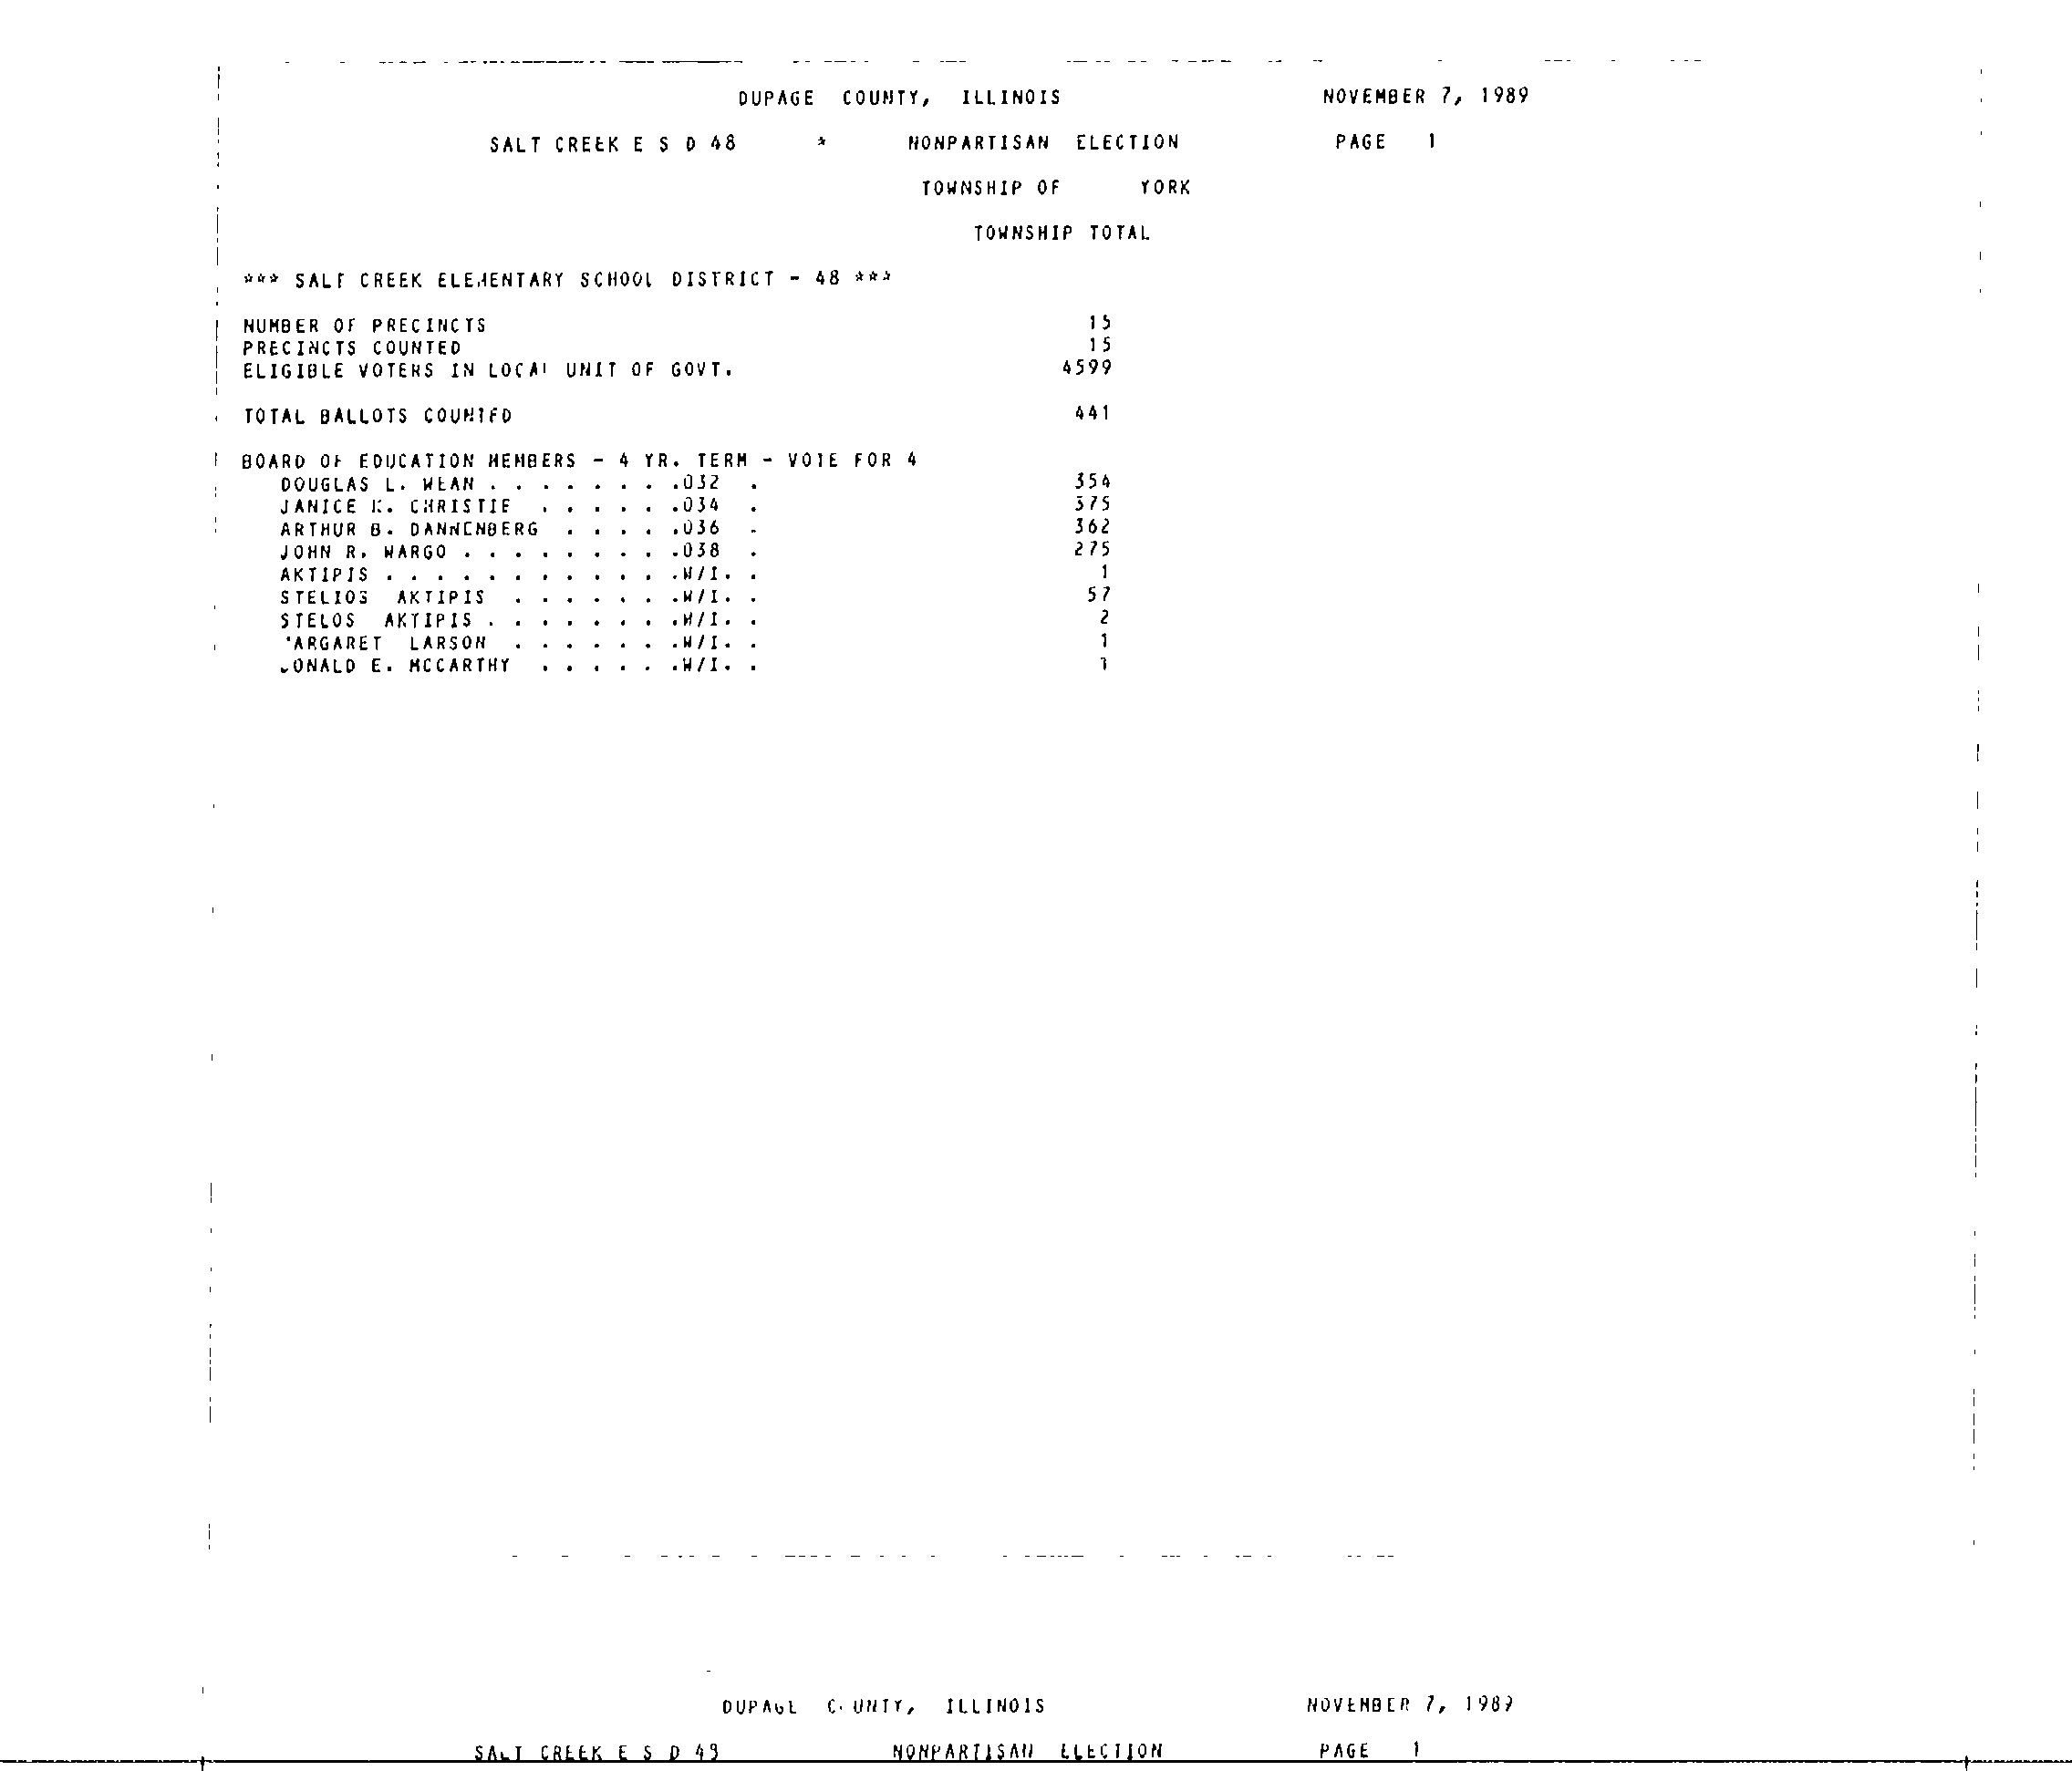 DUPAGE COUNTY, ILLINOIS NOVEMBER 7, 1989
SALT CREEK E S D 48 * NONPARTISAN ELECTION PAGE 1
TOWNSHIP OF YORK
TOWNSHIP TOTAL
*** SALT CREEK ELEMENTARY SCHOOL DISTRICT - 48 ***
NUMBER OF PRECINCTS 15
PRECINCTS COUNTED 15
ELIGIBLE VOTERS IN LOCAL UNIT OF GOVT. 4599
TOTAL BALLOTS COUNTED 441
BOARD OF EDUCATION MEMBERS - 4 YR. TERM - VOTE FOR 4
DOUGLAS L. WEAN . . . . . . . .032 . 354
JANICE K. CHRISTIE . . . . . .034 . 375
ARTHUR B. DANNENBERG . . . . .036 . 362
JOHN R. WARGO . . . . . . . . .038 . 275
AKTIPIS . . . . . . . . . . . .W/I. . 1
STELIOS AKTIPIS . . . . . . .W/I. . 57
STELOS AKTIPIS . . . . . . . .W/I. . 2
ARGARET LARSON . . . . . . .W/I. . 1
ONALD E. MCCARTHY . . . . . .W/I. . 1
DUPAGE COUNTY, ILLINOIS NOVEMBER 7, 1989
SALT CREEK E S D 48 NONPARTISAN ELECTION PAGE 1